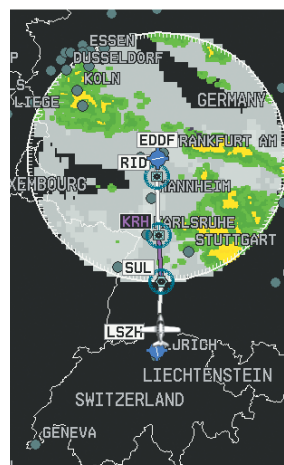 ESSEN
P
DUSSELDORF
KOLN
S
LIEGE
GERMANY
EDDF
FRANKFURT AM
RID
XEMBOURG
MANNHEIM
KRH
KARLSRUHE
STUTTGART
SUL
LSZH
ZURICH
LIECHTENSTEIN
SWITZERLAND
GENEVA